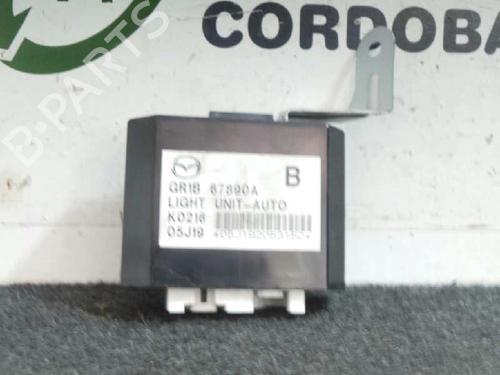 CORDOBA
B-PARTS
B
GR1B 67890A
LIGHT UNIT-AUTO
K0216
05J19